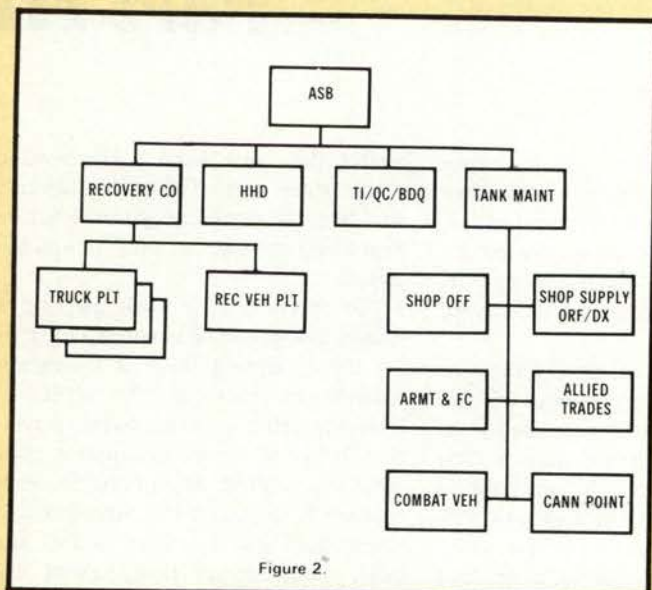 ASB
RECOVERY CO
HHD
TI/QC/BDQ
TANK MAINT
TRUCK PLT
REC VEH PLT
SHOP OFF
SHOP SUPPLY
ORF/DX
ARMT & FC
ALLIED
TRADES
COMBAT VEH
CANN POINT
Figure 2.